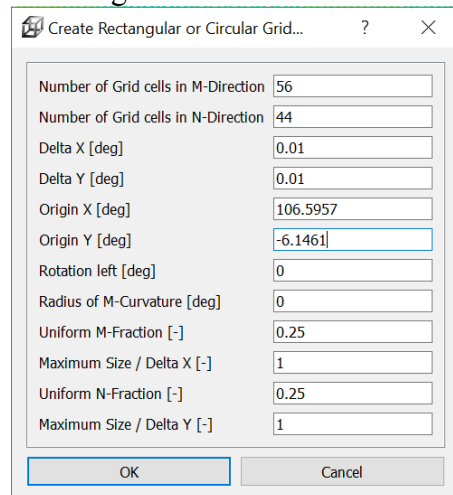 Create Rectangular or Circular Grid... ? ×
Number of Grid cells in M-Direction 56
Number of Grid cells in N-Direction 44
Delta X [deg] 0.01
Delta Y [deg] 0.01
Origin X [deg] 106.5957
Origin Y [deg] -6.1461
Rotation left [deg] 0
Radius of M-Curvature [deg] 0
Uniform M-Fraction [-] 0.25
Maximum Size / Delta X [-] 1
Uniform N-Fraction [-] 0.25
Maximum Size / Delta Y [-] 1
OK Cancel